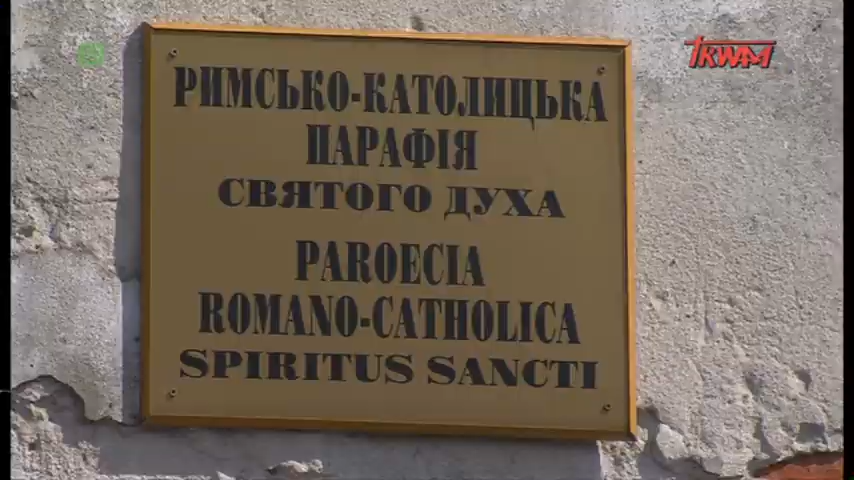 TRWAM
РИМСЬКО-КАТОЛИЦЬКА
ПАРАФІЯ
СВЯТОГО ДУХА
PAROECIA
ROMANO-CATHOLICA
SPIRITUS SANCTI